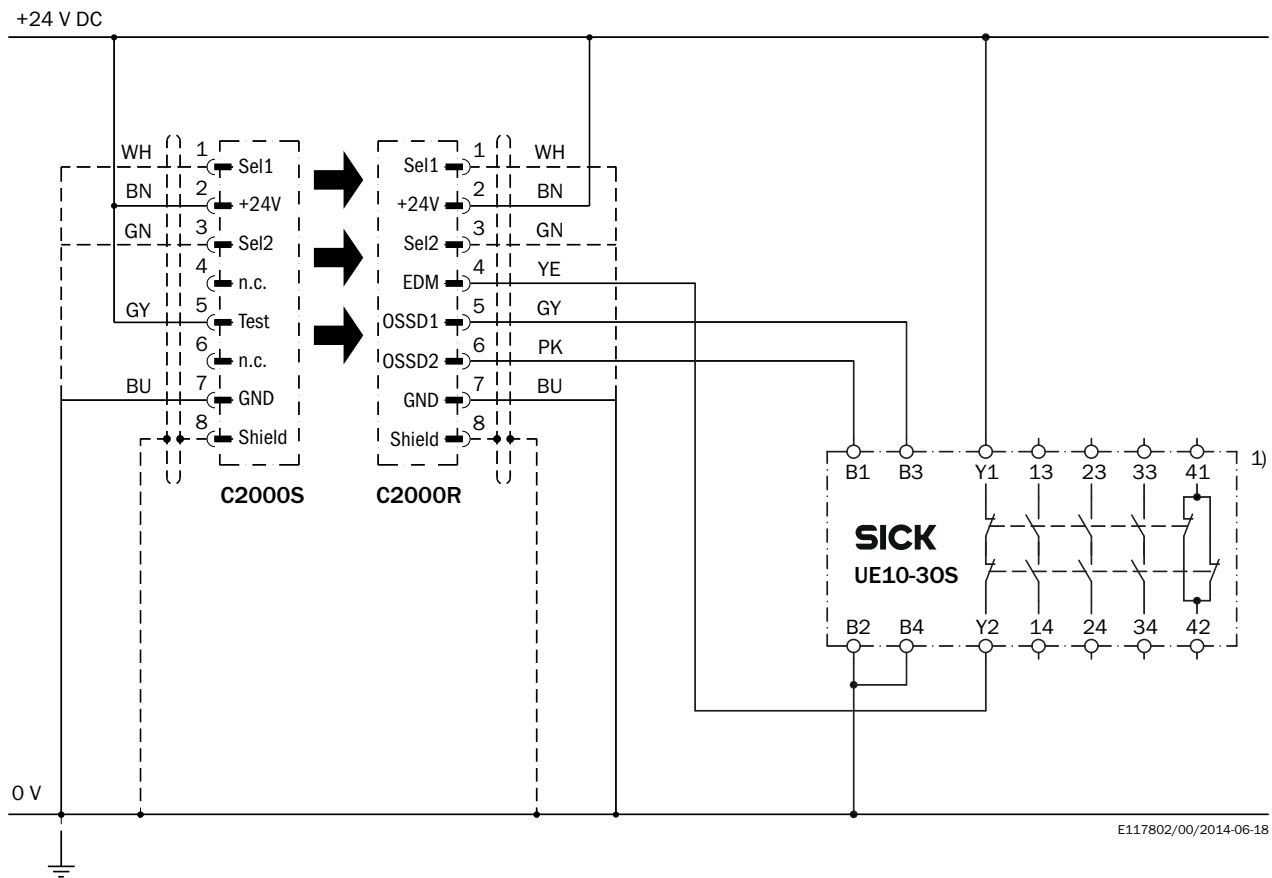 +24 V DC
WH 1 Sel1 Sel1 1 WH
BN 2 +24V +24V 2 BN
GN 3 Sel2 Sel2 3 GN
4 n.c. EDM 4 YE
GY 5 Test OSSD1 5 GY
6 n.c. OSSD2 6 PK
BU 7 GND GND 7 BU
8 Shield Shield 8
C2000S C2000R
1)
B1 B3 Y1 13 23 33 41
SICK
UE10-30S
B2 B4 Y2 14 24 34 42
0 V
E117802/00/2014-06-18